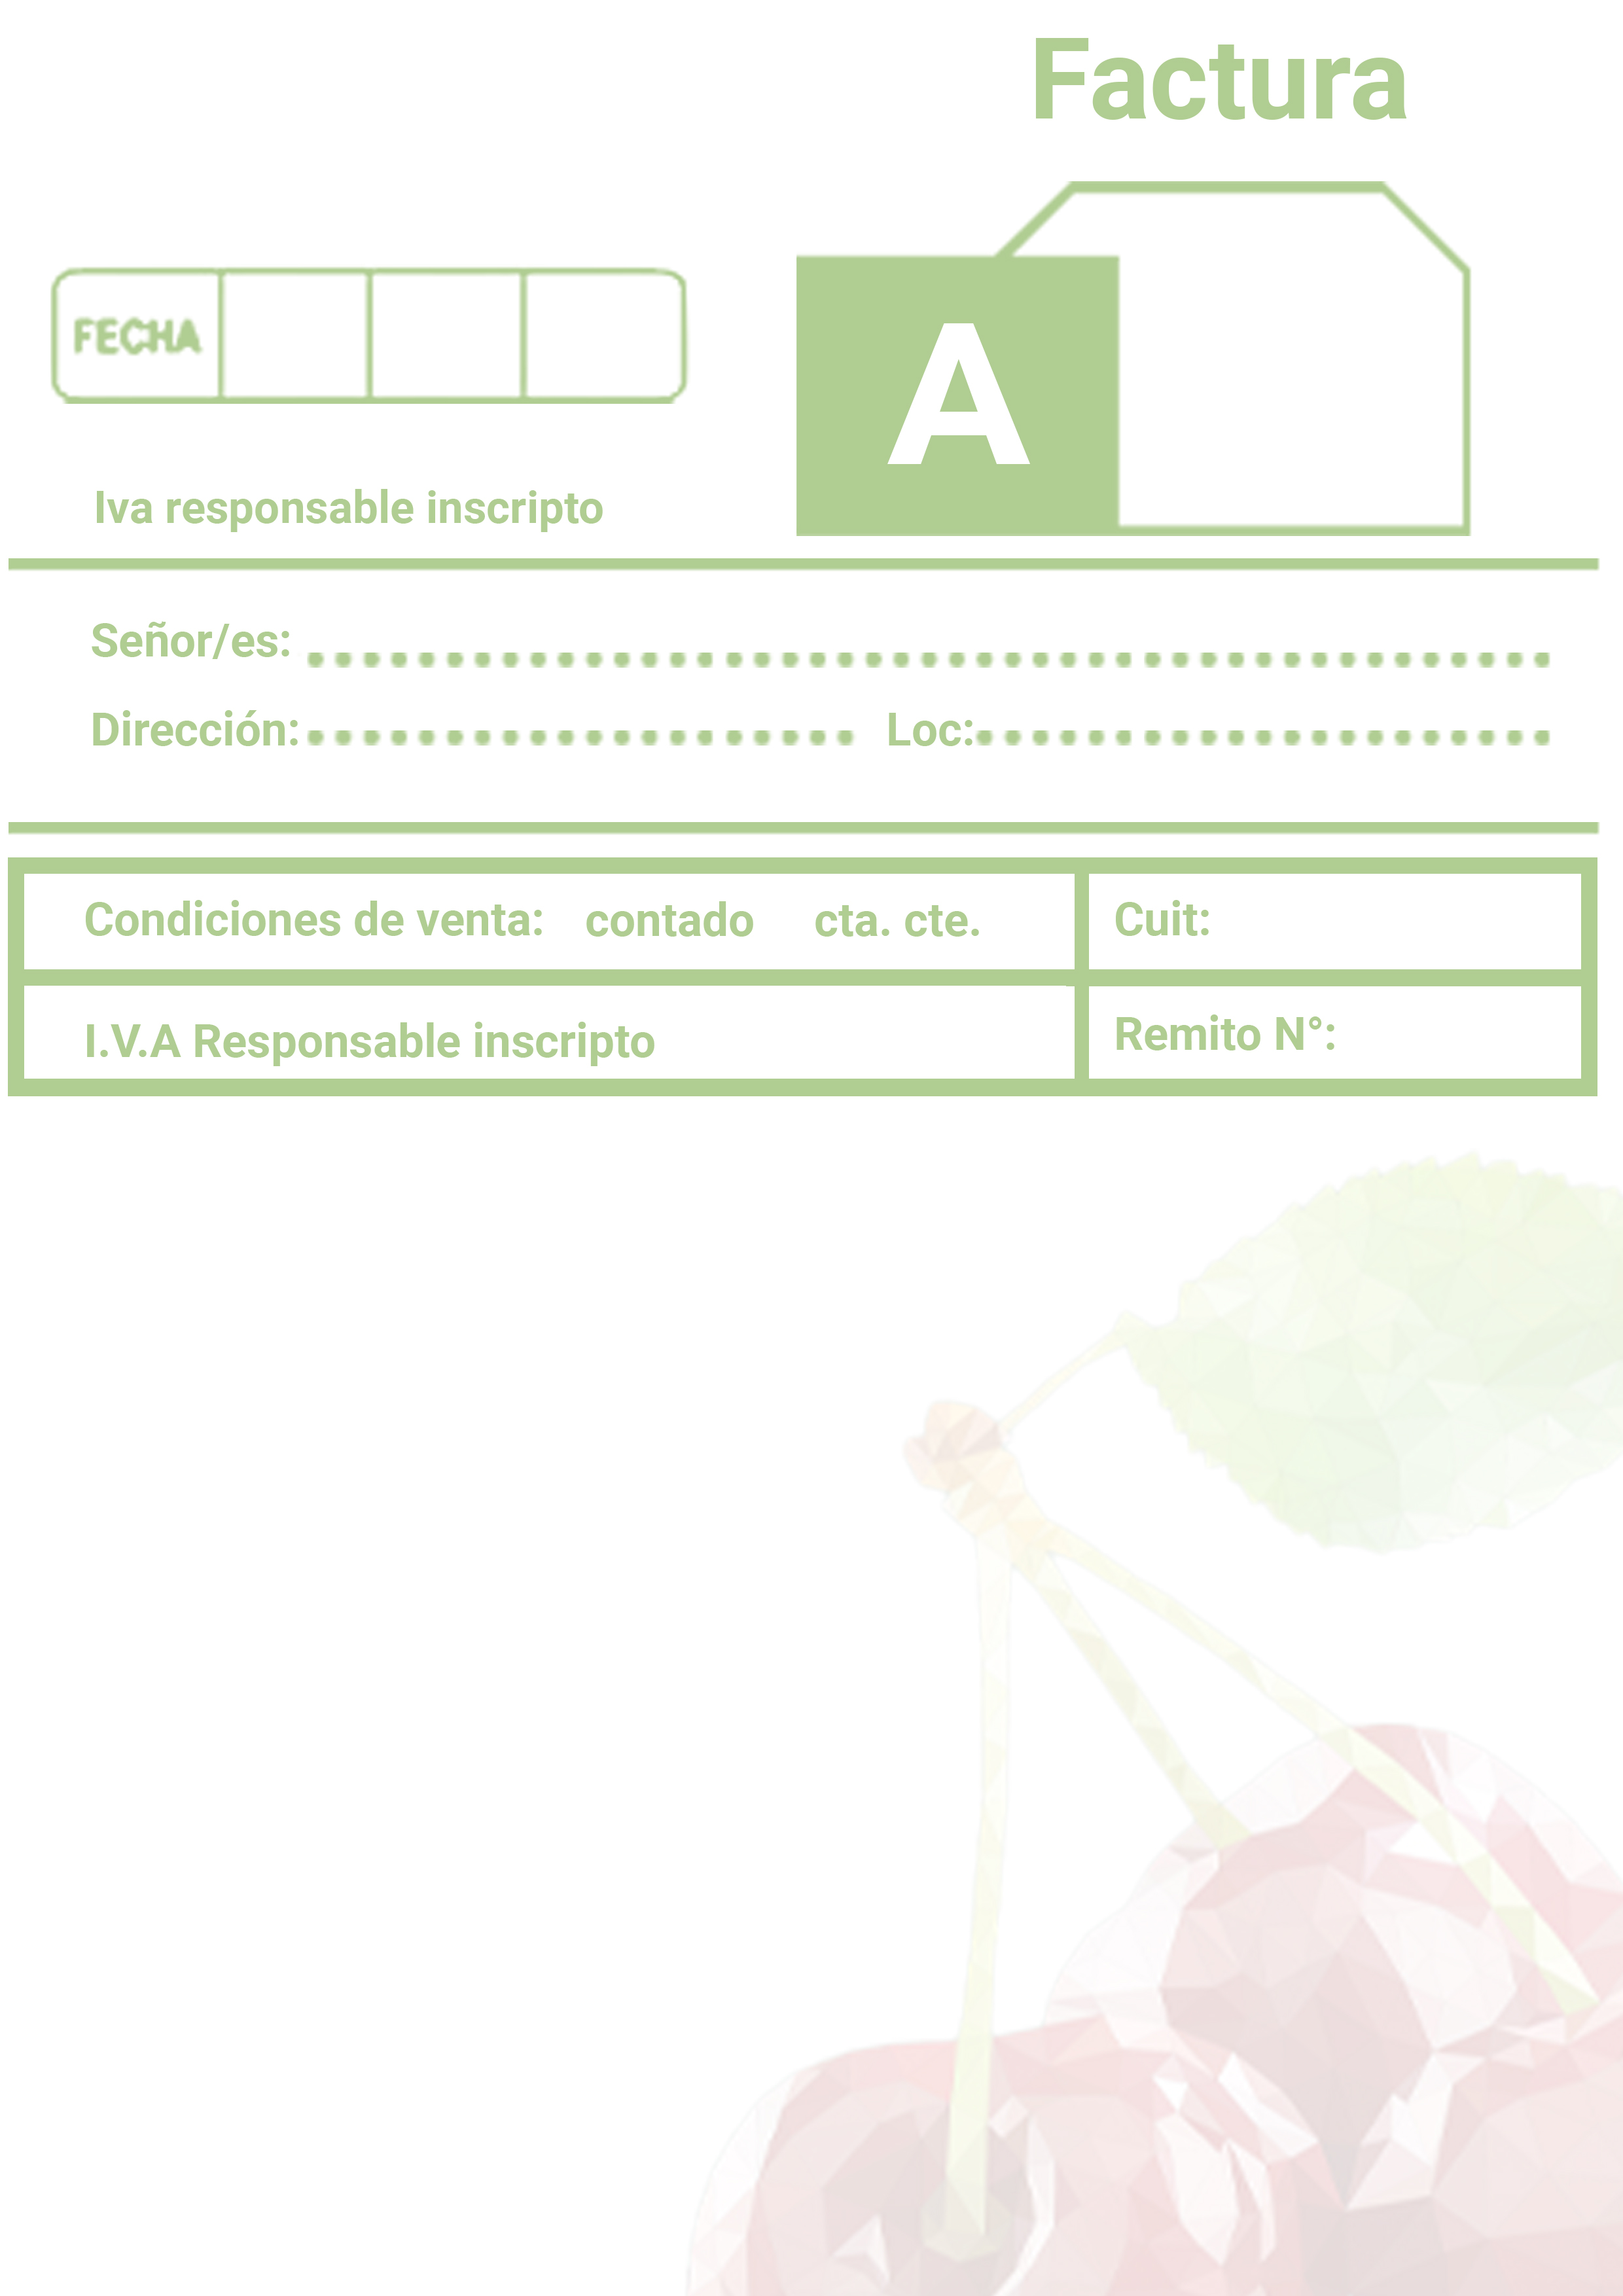 Factura
FECHA
A
Iva responsable inscripto
Señor/es:
Dirección: Loc:
Condiciones de venta: contado cta. cte. Cuit:
I.V.A Responsable inscripto Remito N°: